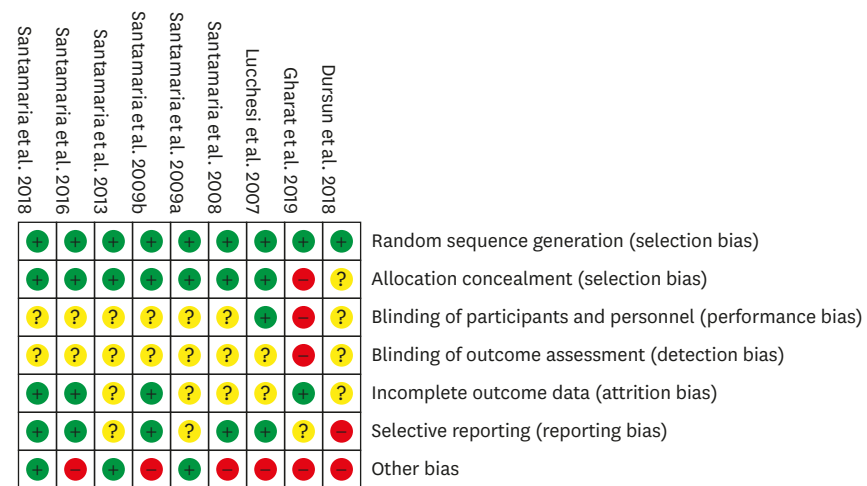 Santamaria et al. 2018
Santamaria et al. 2016
Santamaria et al. 2013
Santamaria et al. 2009b
Santamaria et al. 2009a
Santamaria et al. 2008
Lucchesi et al. 2007
Gharat et al. 2019
Dursun et al. 2018
+ + + + + + + + + Random sequence generation (selection bias)
+ + + + + + + − ? Allocation concealment (selection bias)
? ? ? ? ? ? + − ? Blinding of participants and personnel (performance bias)
? ? ? ? ? ? ? − ? Blinding of outcome assessment (detection bias)
+ + ? + ? ? ? + ? Incomplete outcome data (attrition bias)
+ + ? + ? + + ? − Selective reporting (reporting bias)
+ − + − + − − − − Other bias